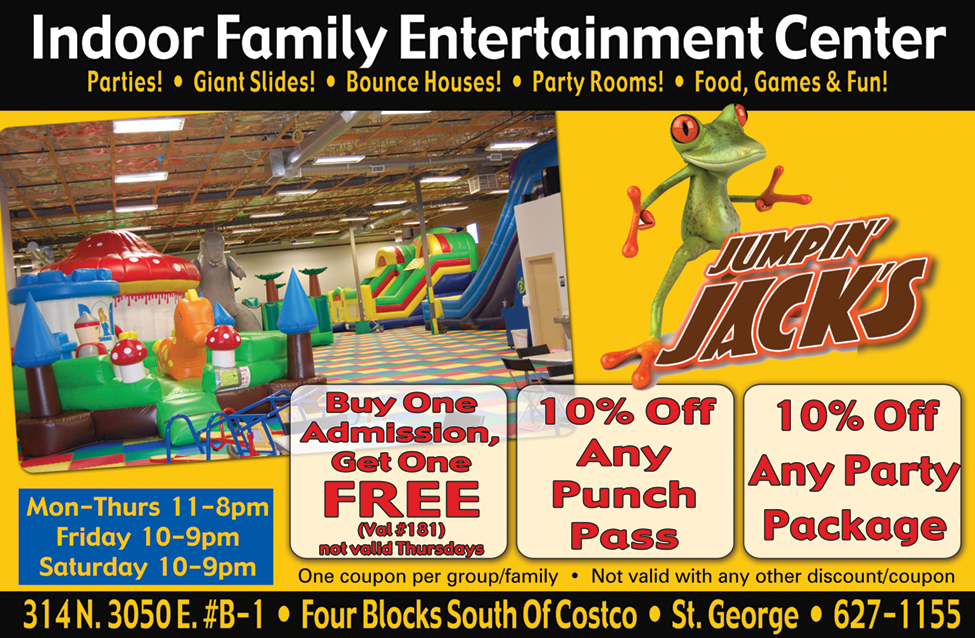 Indoor Family Entertainment Center
Parties! • Giant Slides! • Bounce Houses! • Party Rooms! • Food, Games & Fun!
JUMPIN'
JACK'S
Buy One
Admission,
Get One
FREE
(Val #181)
not valid Thursdays
10% Off
Any
Punch
Pass
10% Off
Any Party
Package
Mon-Thurs 11-8pm
Friday 10-9pm
Saturday 10-9pm
One coupon per group/family • Not valid with any other discount/coupon
314 N. 3050 E. #B-1 • Four Blocks South Of Costco • St. George • 627-1155